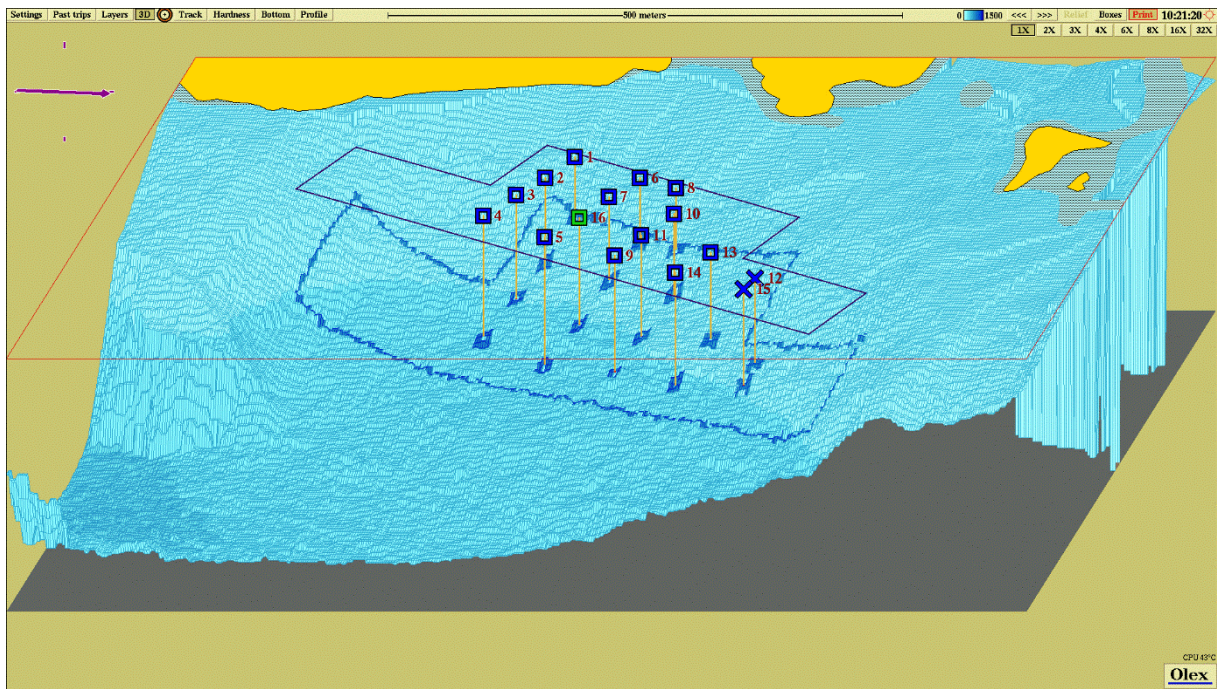 Settings Past trips Layers 3D Track Hardness Bottom Profile 500 meters 0 1500 <<< >>> Relief Boxes Print 10:21:20
1X 2X 3X 4X 6X 8X 16X 32X
1
2 6
3 7 8
4 16 10
5 11
9 13
14 12
15
CPU 43°C
Olex